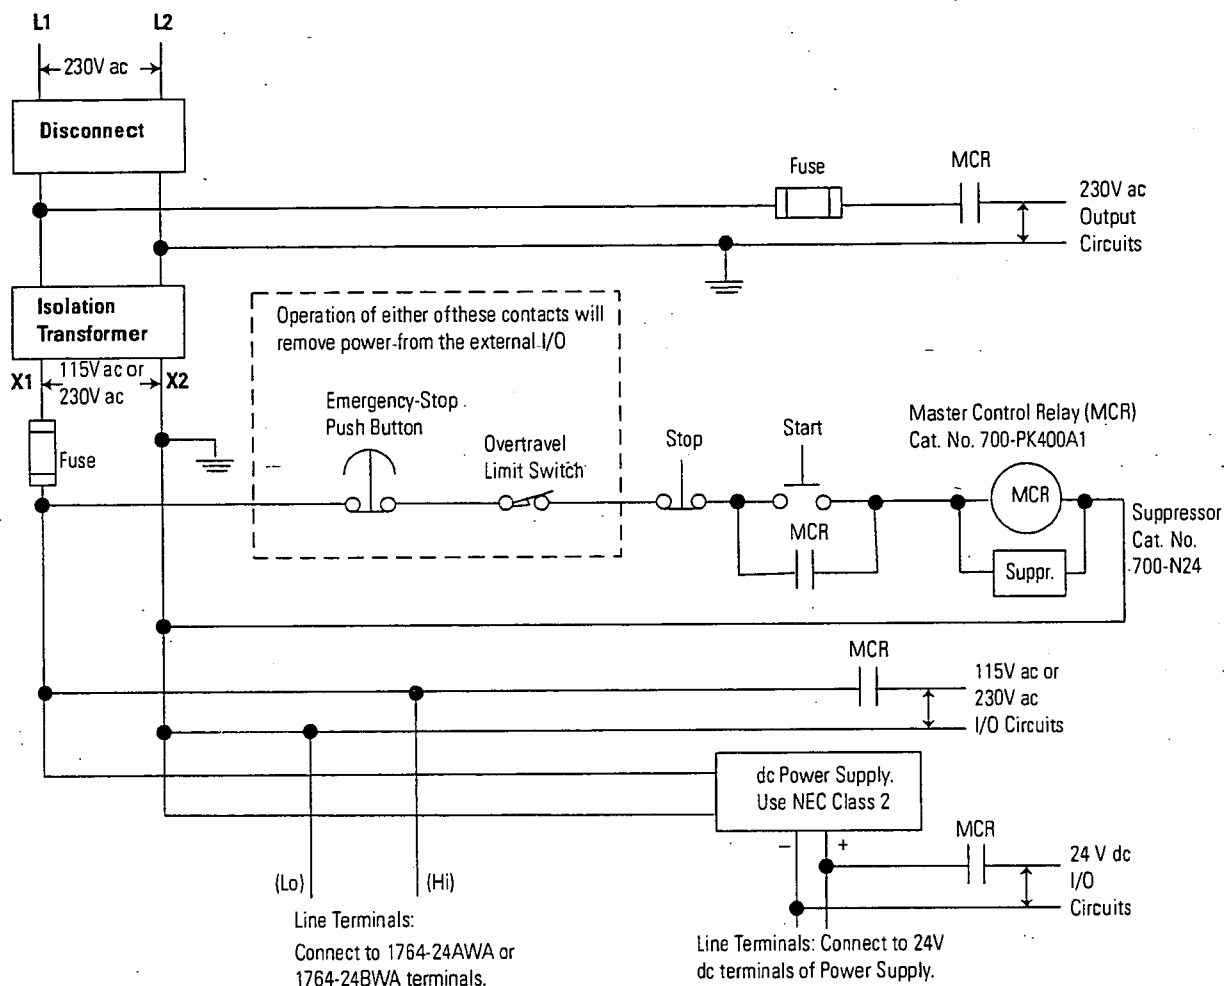 L1
L2
230V ac
Disconnect
Fuse
MCR
230V ac
Output
Circuits
Isolation
Transformer
X1
115V ac or
230V ac
X2
Operation of either of these contacts will
remove power from the external I/O
Emergency-Stop
Push Button
Overtravel
Limit Switch
Stop
Start
Master Control Relay (MCR)
Cat. No. 700-PK400A1
Fuse
MCR
MCR
Suppr.
Suppressor
Cat. No.
700-N24
MCR
115V ac or
230V ac
I/O Circuits
dc Power Supply.
Use NEC Class 2
–
+
MCR
24 V dc
I/O
Circuits
(Lo)
(Hi)
Line Terminals:
Connect to 1764-24AWA or
1764-24BWA terminals.
Line Terminals: Connect to 24V
dc terminals of Power Supply.